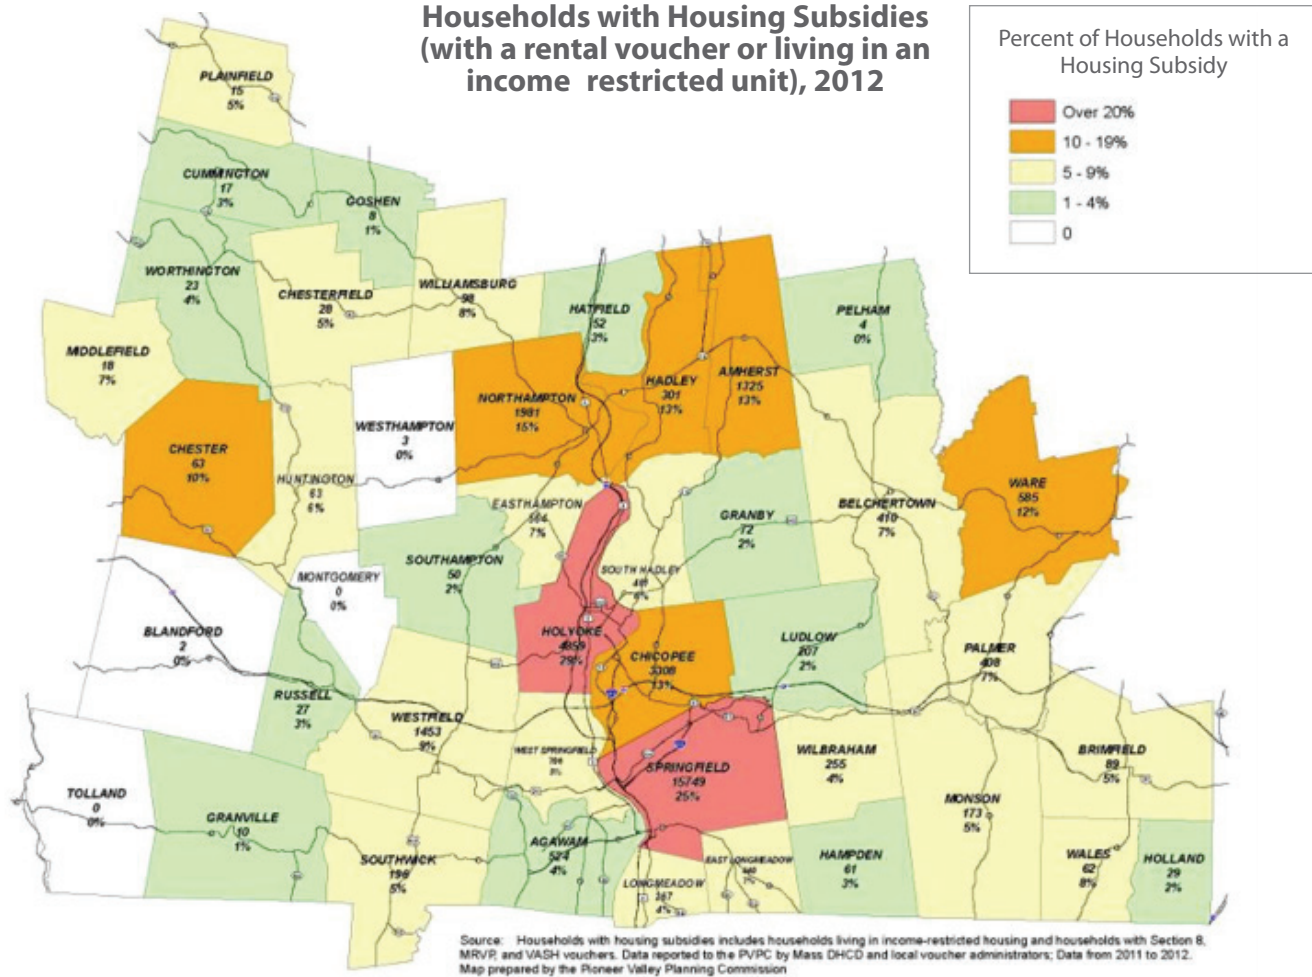 Households with Housing Subsidies
(with a rental voucher or living in an
income restricted unit), 2012
Percent of Households with a
Housing Subsidy
Over 20%
10 - 19%
5 - 9%
1 - 4%
0
PLAINFIELD
15
5%
CUMMINGTON
17
3%
GOSHEN
8
1%
WORTHINGTON
23
4%
CHESTERFIELD
28
5%
WILLIAMSBURG
98
8%
HATFIELD
52
3%
PELHAM
4
0%
MIDDLEFIELD
18
7%
HADLEY
301
13%
AMHERST
1325
13%
NORTHAMPTON
1981
15%
WESTHAMPTON
3
0%
CHESTER
63
10%
HUNTINGTON
63
6%
EASTHAMPTON
7%
GRANBY
72
2%
BELCHERTOWN
410
7%
WARE
585
12%
SOUTHAMPTON
50
2%
SOUTH HADLEY
MONTGOMERY
0
0%
BLANDFORD
2
0%
HOLYOKE
4859
29%
CHICOPEE
3308
13%
LUDLOW
207
2%
PALMER
408
7%
RUSSELL
27
3%
WESTFIELD
1453
9%
WEST SPRINGFIELD
SPRINGFIELD
15749
25%
WILBRAHAM
255
4%
BRIMFIELD
89
5%
TOLLAND
0
0%
GRANVILLE
10
1%
MONSON
173
5%
SOUTHWICK
196
5%
AGAWAM
524
4%
LONGMEADOW
4%
EAST LONGMEADOW
HAMPDEN
61
3%
WALES
62
8%
HOLLAND
29
2%
Source: Households with housing subsidies includes households living in income-restricted housing and households with Section 8,
MRVP, and VASH vouchers. Data reported to the PVPC by Mass DHCD and local voucher administrators; Data from 2011 to 2012.
Map prepared by the Pioneer Valley Planning Commission